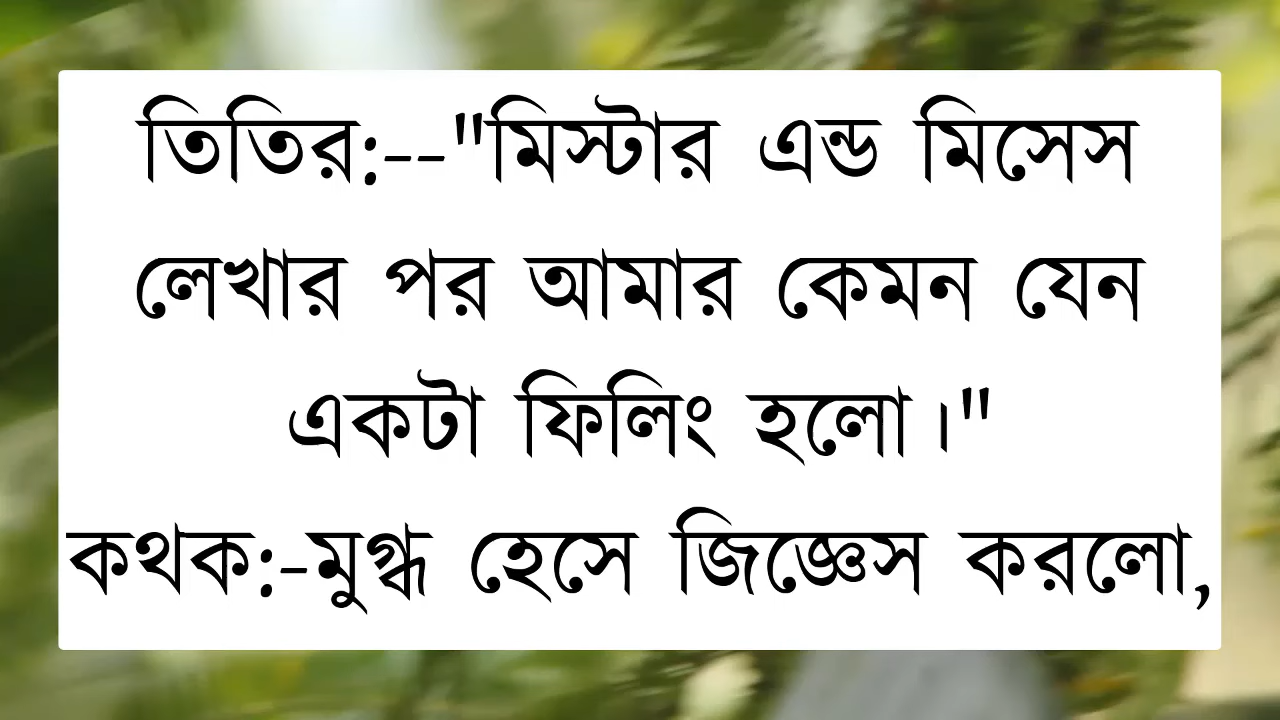 তিতির:--"মিস্টার এন্ড মিসেস
লেখার পর আমার কেমন যেন
একটা ফিলিং হলো।"
কথক:-মুগ্ধ হেসে জিজ্ঞেস করলো,